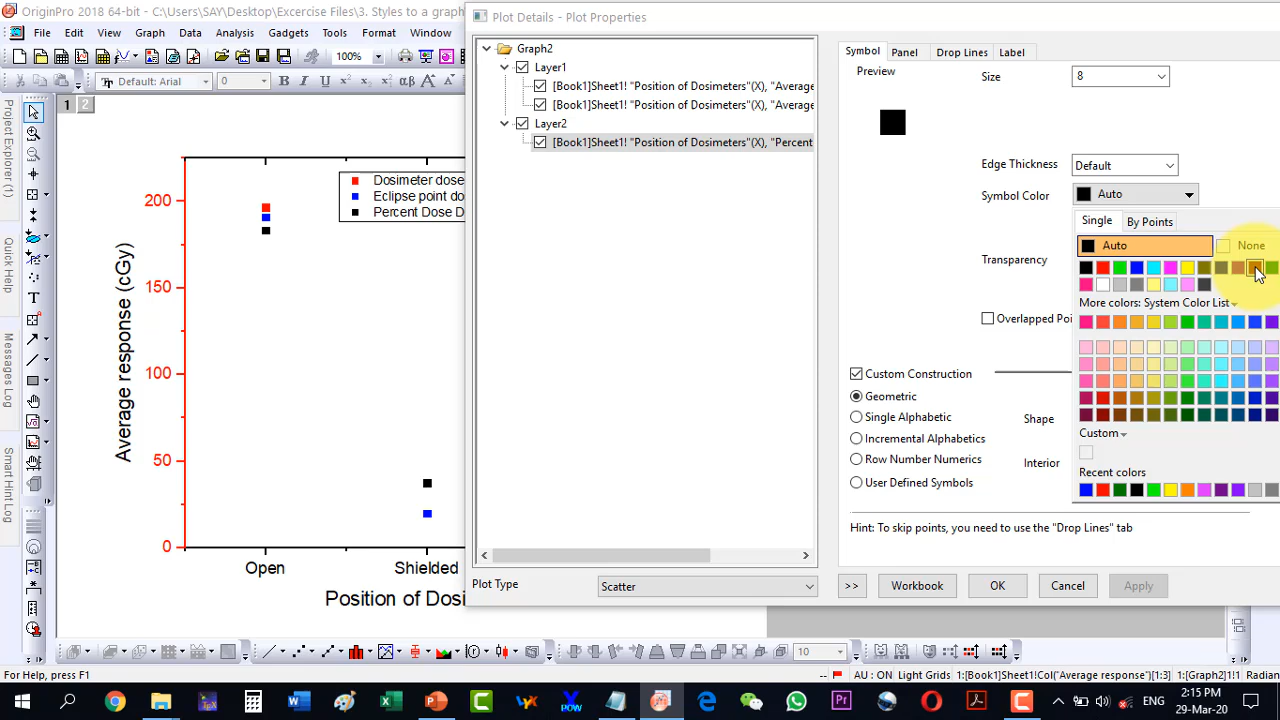 OriginPro 2018 64-bit - C:\Users\SAY\Desktop\Excercise Files\3. Styles to a graph
File Edit View Graph Data Analysis Gadgets Tools Format Window
100%
Default: Arial 0 B I U x² x₂ αβ A
1 2
Project Explorer (1)
Quick Help
Messages Log
Smart Hint Log
Plot Details - Plot Properties
Graph2
Layer1
[Book1]Sheet1! "Position of Dosimeters"(X), "Average
[Book1]Sheet1! "Position of Dosimeters"(X), "Average
Layer2
[Book1]Sheet1! "Position of Dosimeters"(X), "Percent
Plot Type Scatter
Symbol Panel Drop Lines Label
Preview
Size 8
Edge Thickness Default
Symbol Color Auto
Single By Points
Auto None
Transparency
More colors: System Color List
Overlapped Poi
Custom Construction
Geometric
Single Alphabetic
Incremental Alphabetics
Row Number Numerics
User Defined Symbols
Shape
Interior
Custom
Recent colors
Hint: To skip points, you need to use the "Drop Lines" tab
>> Workbook OK Cancel Apply
Dosimeter dose
Eclipse point do
Percent Dose D
Average response (cGy)
200
150
100
50
0
Open Shielded
Position of Dosi
10
For Help, press F1
-- AU : ON Light Grids 1:[Book1]Sheet1!Col("Average response")[1:3] 1:[Graph2]1!1 Radian
ENG
2:15 PM
29-Mar-20